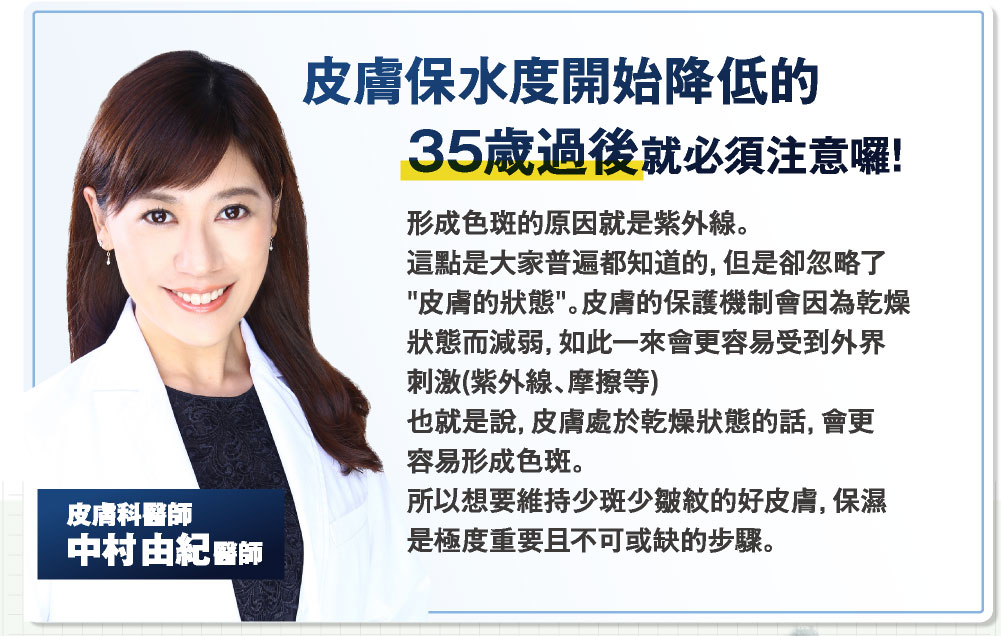 皮膚保水度開始降低的
35歲過後就必須注意囉!
形成色斑的原因就是紫外線。
這點是大家普遍都知道的, 但是卻忽略了
"皮膚的狀態"。皮膚的保護機制會因為乾燥
狀態而減弱, 如此一來會更容易受到外界
刺激(紫外線、摩擦等)
也就是說, 皮膚處於乾燥狀態的話, 會更
容易形成色斑。
所以想要維持少斑少皺紋的好皮膚, 保濕
是極度重要且不可或缺的步驟。
皮膚科醫師
中村由紀醫師